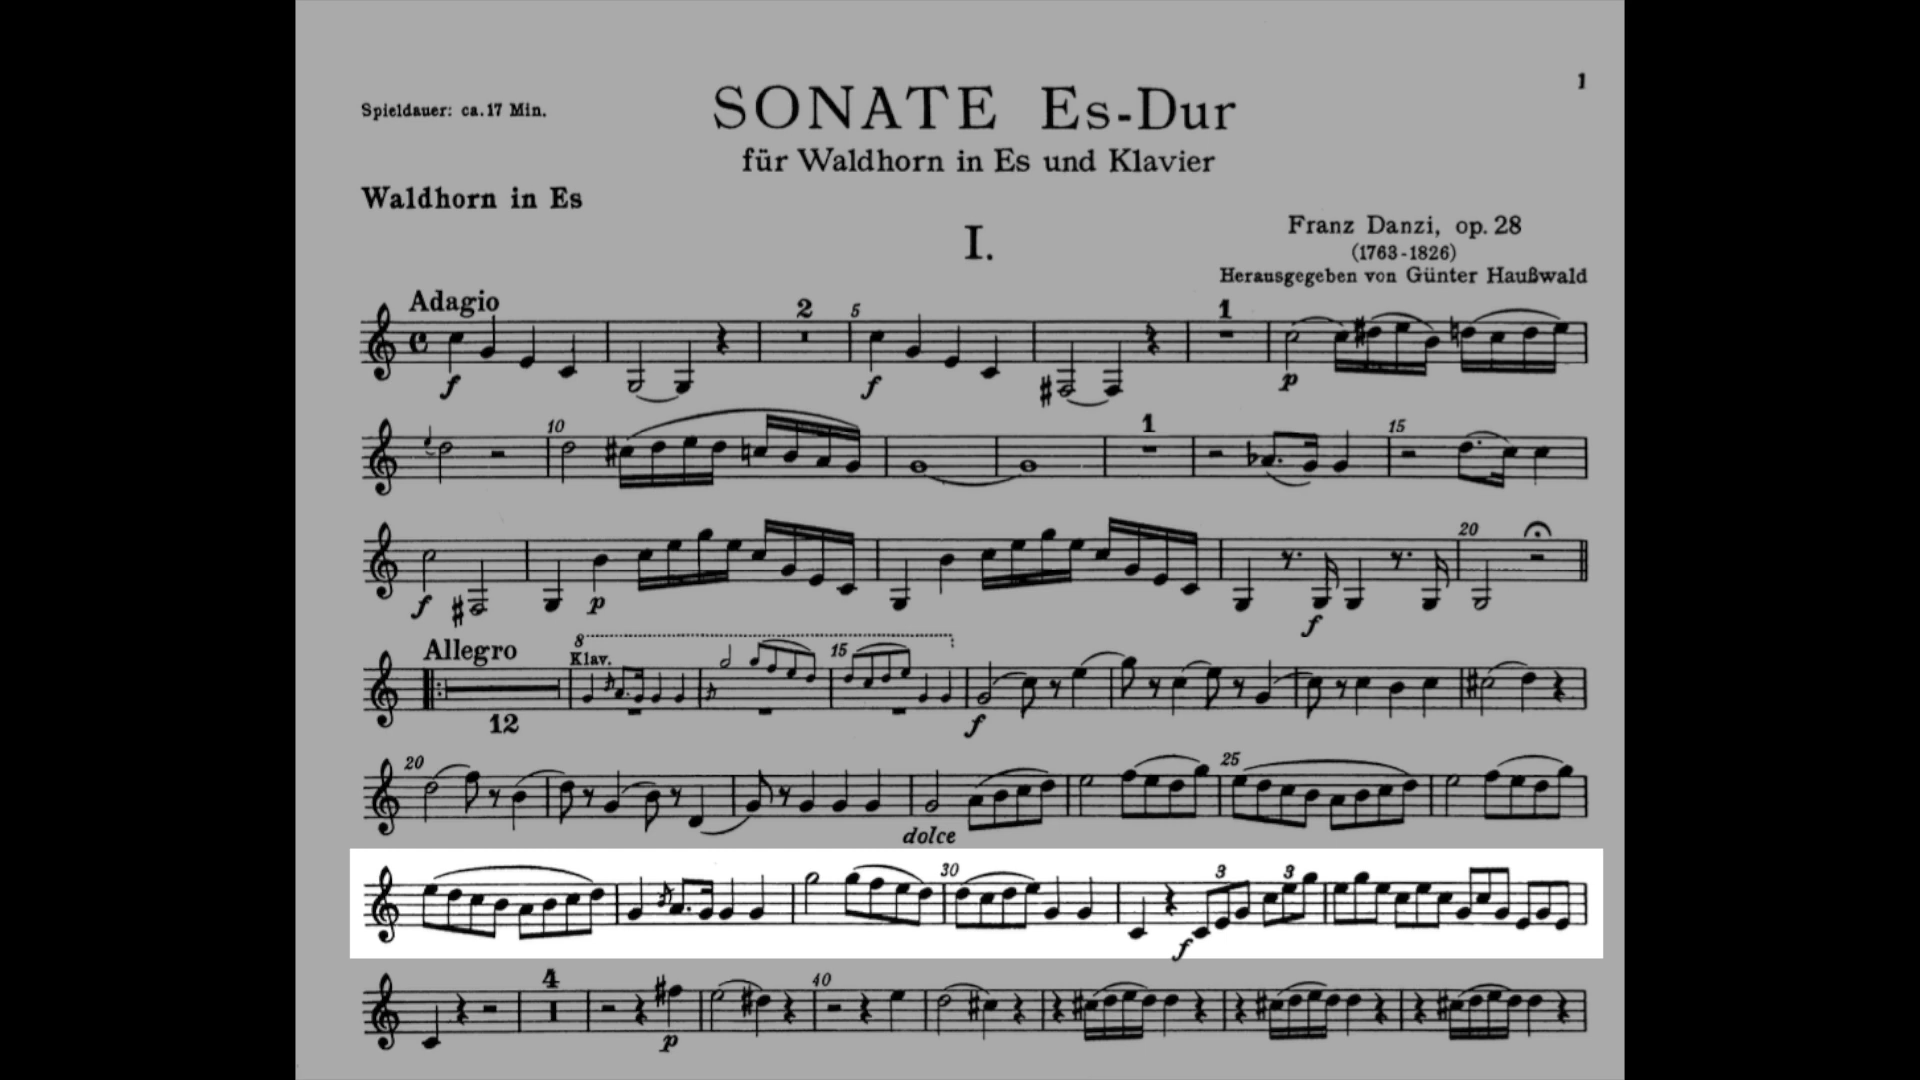 1
Spieldauer: ca. 17 Min.
SONATE Es-Dur
für Waldhorn in Es und Klavier
Waldhorn in Es
I.
Franz Danzi, op. 28
(1763-1826)
Herausgegeben von Günter Haußwald
Adagio
2 5 1
f f p
10 1 15
20
f p f
Allegro
8 Klav. 15
12 f
20 25
dolce
30 3 3
f
4 40
p